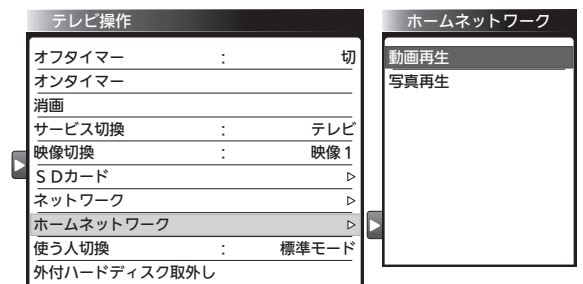 テレビ操作
オフタイマー : 切
オンタイマー
消画
サービス切換 : テレビ
映像切換 : 映像1
SDカード ▷
ネットワーク ▷
ホームネットワーク ▷
使う人切換 : 標準モード
外付ハードディスク取外し
ホームネットワーク
動画再生
写真再生